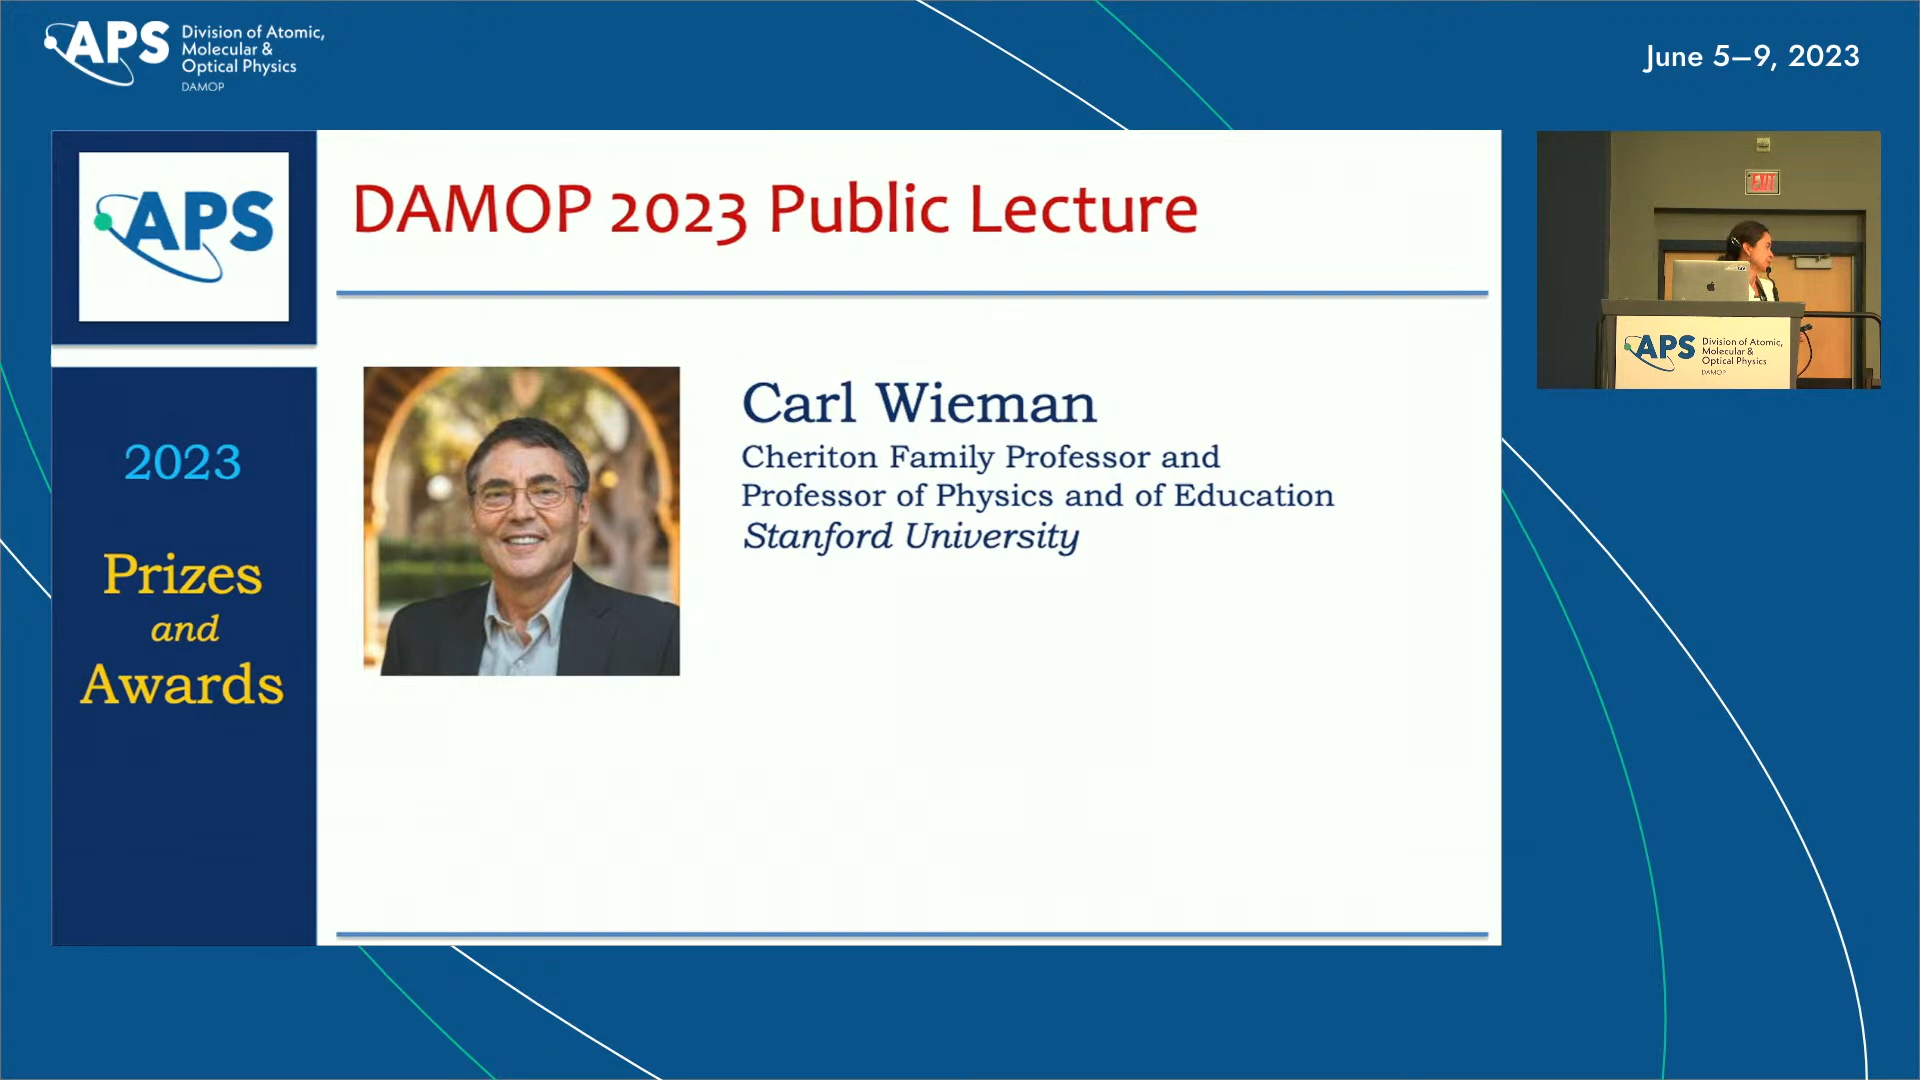 APS
Division of Atomic,
Molecular &
Optical Physics
DAMOP
June 5–9, 2023
APS
DAMOP 2023 Public Lecture
2023
Prizes
and
Awards
Carl Wieman
Cheriton Family Professor and
Professor of Physics and of Education
Stanford University
EXIT
APS
Division of Atomic,
Molecular &
Optical Physics
DAMOP